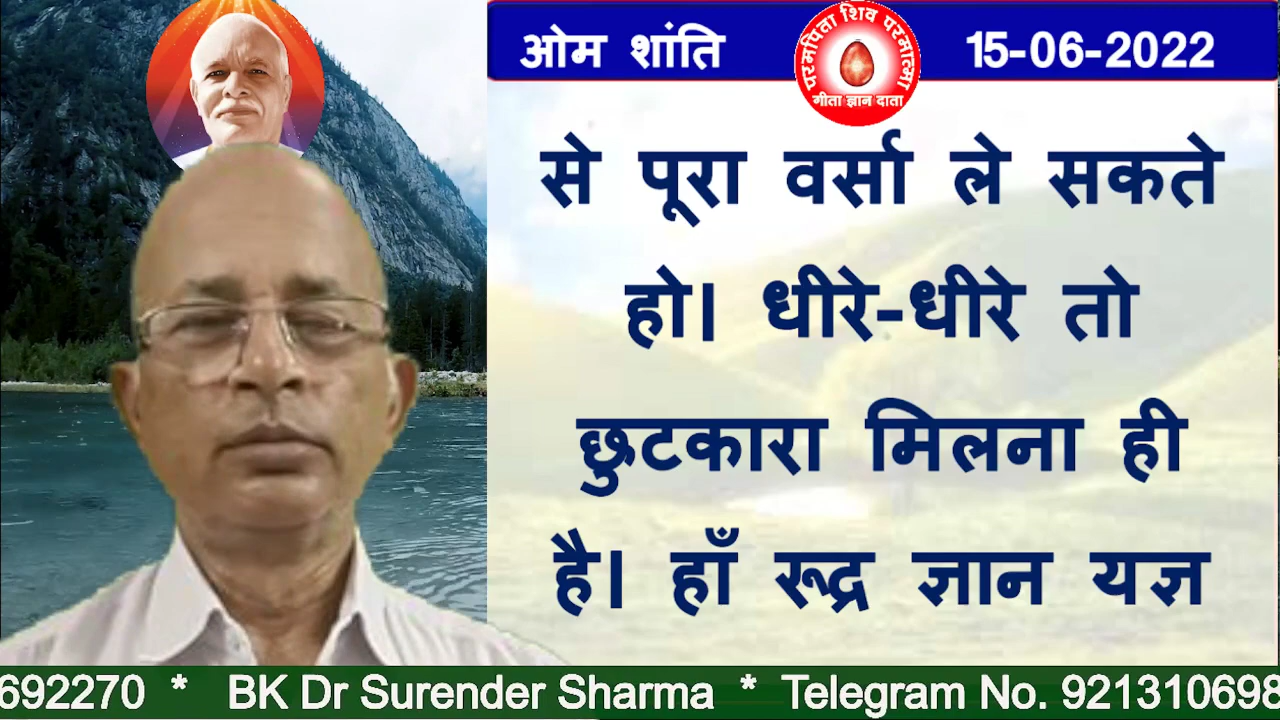 ओम शांति
परमपिता शिव परमात्मा
गीता ज्ञान दाता
15-06-2022
से पूरा वर्सा ले सकते
हो। धीरे-धीरे तो
छुटकारा मिलना ही
है। हाँ रूद्र ज्ञान यज्ञ
692270 * BK Dr Surender Sharma * Telegram No. 921310698